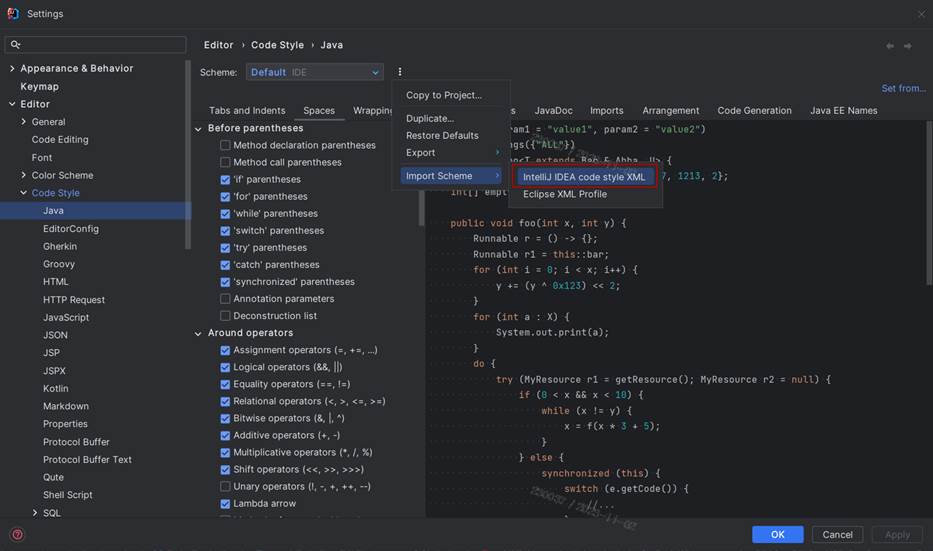 Settings
Editor › Code Style › Java
Scheme: Default IDE
Set from...
Appearance & Behavior
Keymap
Editor
General
Code Editing
Font
Color Scheme
Code Style
Java
EditorConfig
Gherkin
Groovy
HTML
HTTP Request
JavaScript
JSON
JSP
JSPX
Kotlin
Markdown
Properties
Protocol Buffer
Protocol Buffer Text
Qute
Shell Script
SQL
Tabs and Indents Spaces Wrapping JavaDoc Imports Arrangement Code Generation Java EE Names
Before parentheses
Method declaration parentheses
Method call parentheses
'if' parentheses
'for' parentheses
'while' parentheses
'switch' parentheses
'try' parentheses
'catch' parentheses
'synchronized' parentheses
Annotation parameters
Deconstruction list
Around operators
Assignment operators (=, +=, …)
Logical operators (&&, ||)
Equality operators (==, !=)
Relational operators (<, >, <=, >=)
Bitwise operators (&, |, ^)
Additive operators (+, -)
Multiplicative operators (*, /, %)
Shift operators (<<, >>, >>>)
Unary operators (!, -, +, ++, --)
Lambda arrow
Copy to Project...
Duplicate...
Restore Defaults
Export
Import Scheme
IntelliJ IDEA code style XML
Eclipse XML Profile
= "value1", param2 = "value2")
({"ALL"})
<T extends Bar & Abba, U> {
, 1213, 2};
int[] empt
public void foo(int x, int y) {
Runnable r = () -> {};
Runnable r1 = this::bar;
for (int i = 0; i < x; i++) {
y += (y ^ 0x123) << 2;
}
for (int a : X) {
System.out.print(a);
}
do {
try (MyResource r1 = getResource(); MyResource r2 = null) {
if (0 < x && x < 10) {
while (x != y) {
x = f(x * 3 + 5);
}
} else {
synchronized (this) {
switch (e.getCode()) {
//...
}
OK Cancel Apply